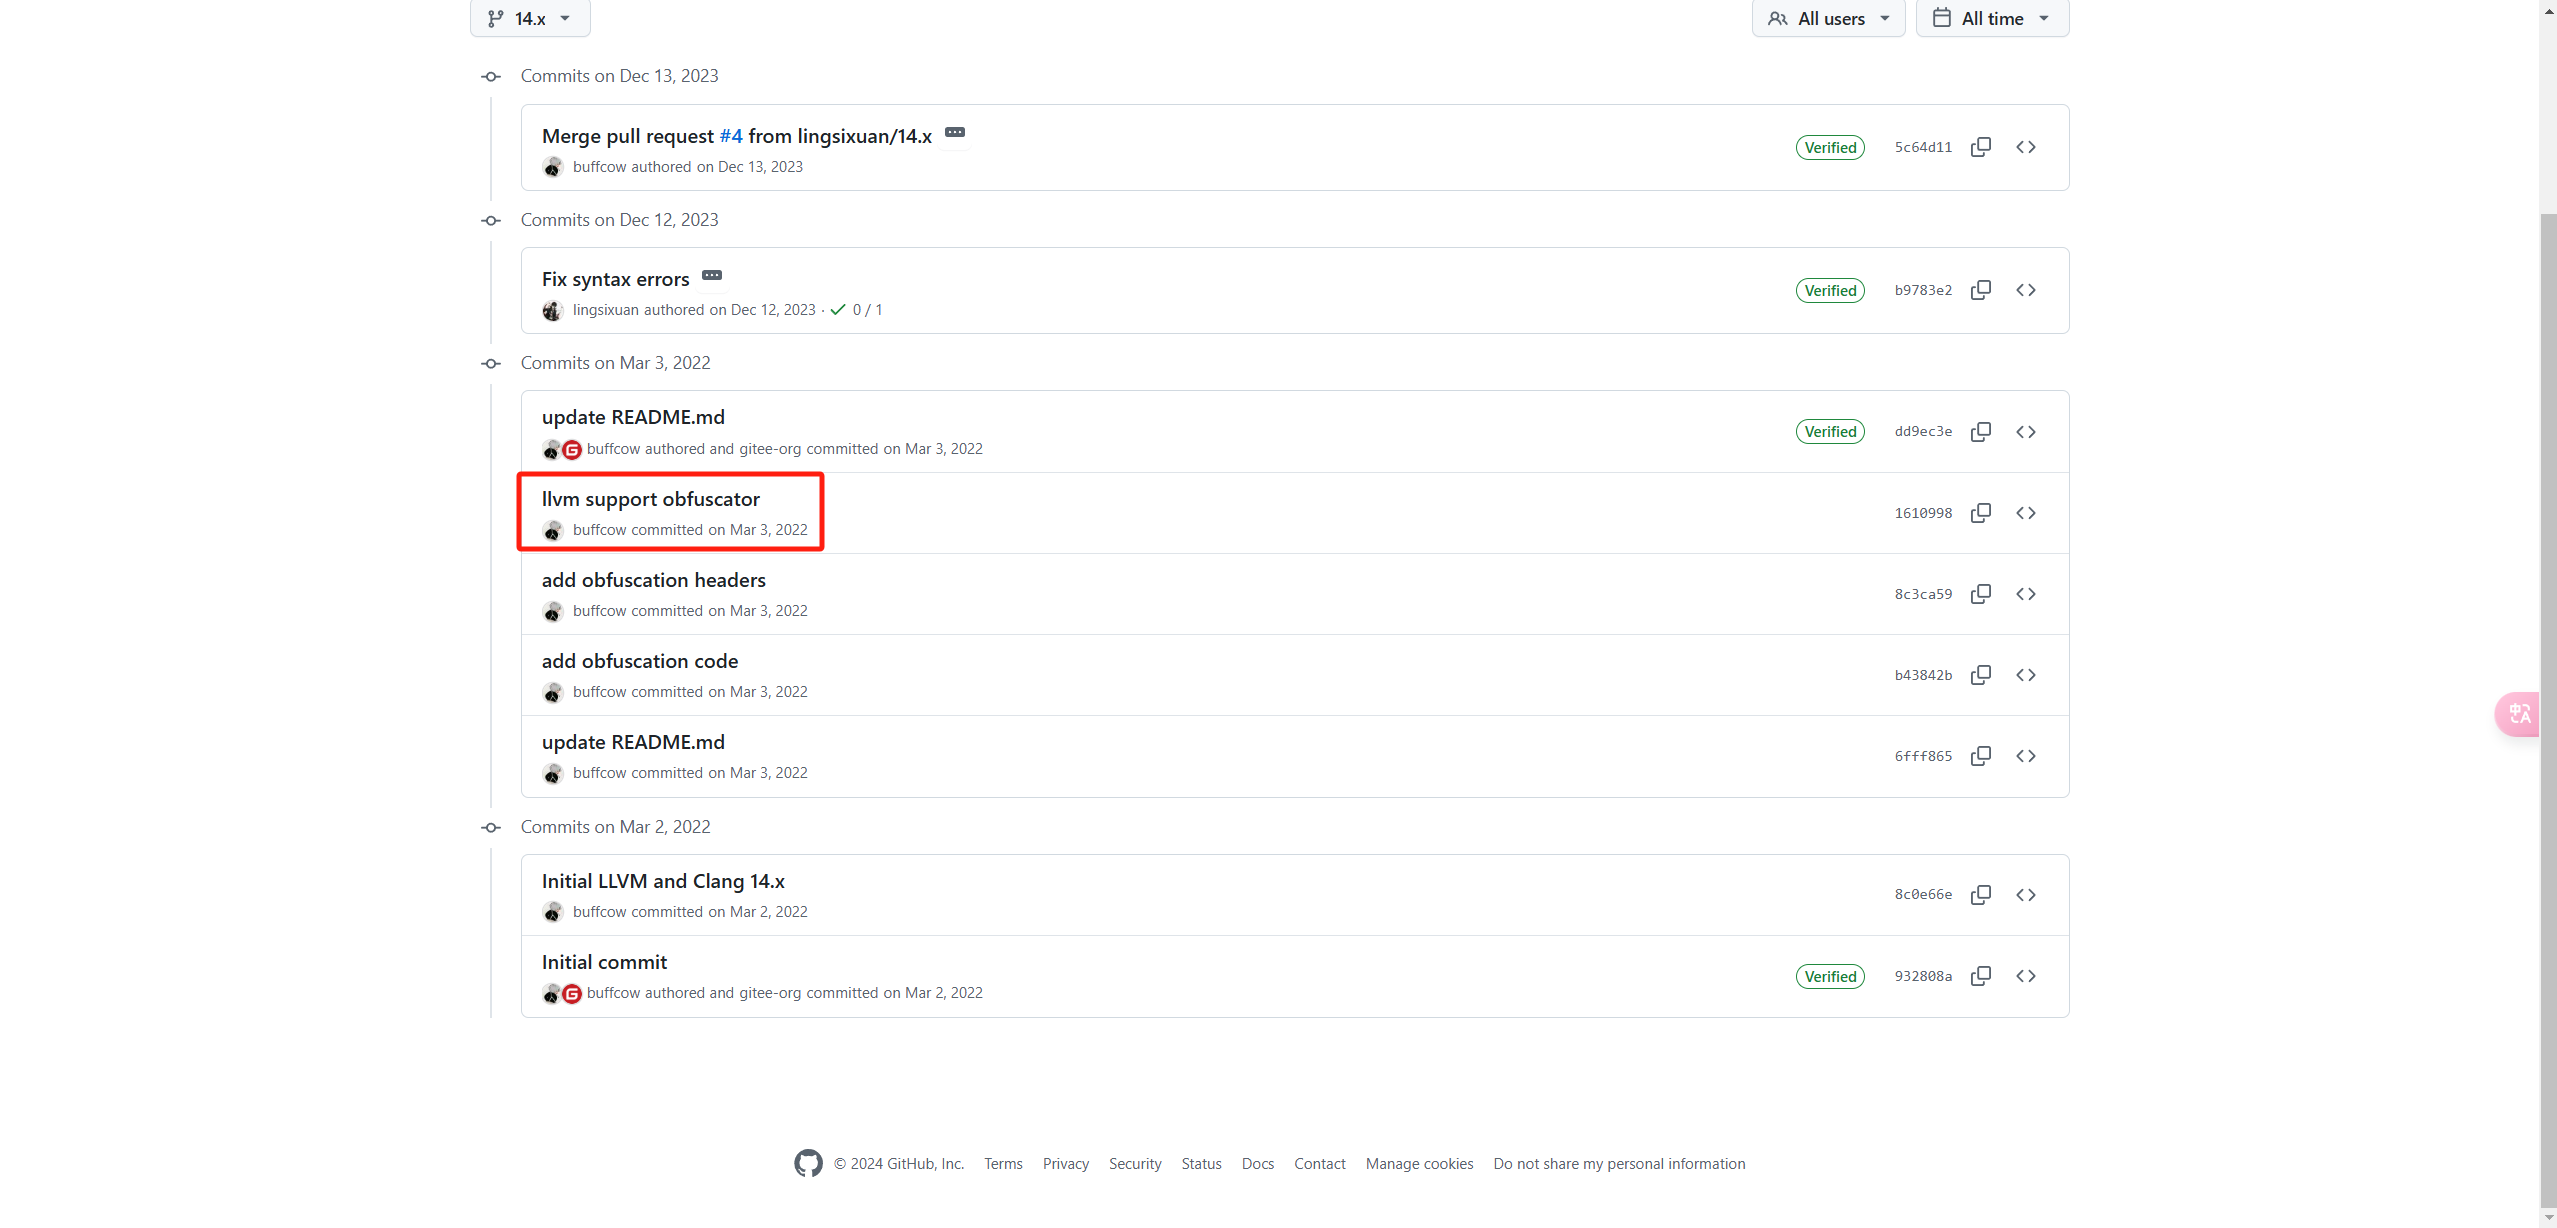 14.x
All users
All time
Commits on Dec 13, 2023
Merge pull request #4 from lingsixuan/14.x
Verified
5c64d11
buffcow authored on Dec 13, 2023
Commits on Dec 12, 2023
Fix syntax errors
Verified
b9783e2
lingsixuan authored on Dec 12, 2023 · 0 / 1
Commits on Mar 3, 2022
update README.md
Verified
dd9ec3e
buffcow authored and gitee-org committed on Mar 3, 2022
llvm support obfuscator
1610998
buffcow committed on Mar 3, 2022
add obfuscation headers
8c3ca59
buffcow committed on Mar 3, 2022
add obfuscation code
b43842b
buffcow committed on Mar 3, 2022
update README.md
6fff865
buffcow committed on Mar 3, 2022
Commits on Mar 2, 2022
Initial LLVM and Clang 14.x
8c0e66e
buffcow committed on Mar 2, 2022
Initial commit
Verified
932808a
buffcow authored and gitee-org committed on Mar 2, 2022
© 2024 GitHub, Inc. Terms Privacy Security Status Docs Contact Manage cookies Do not share my personal information